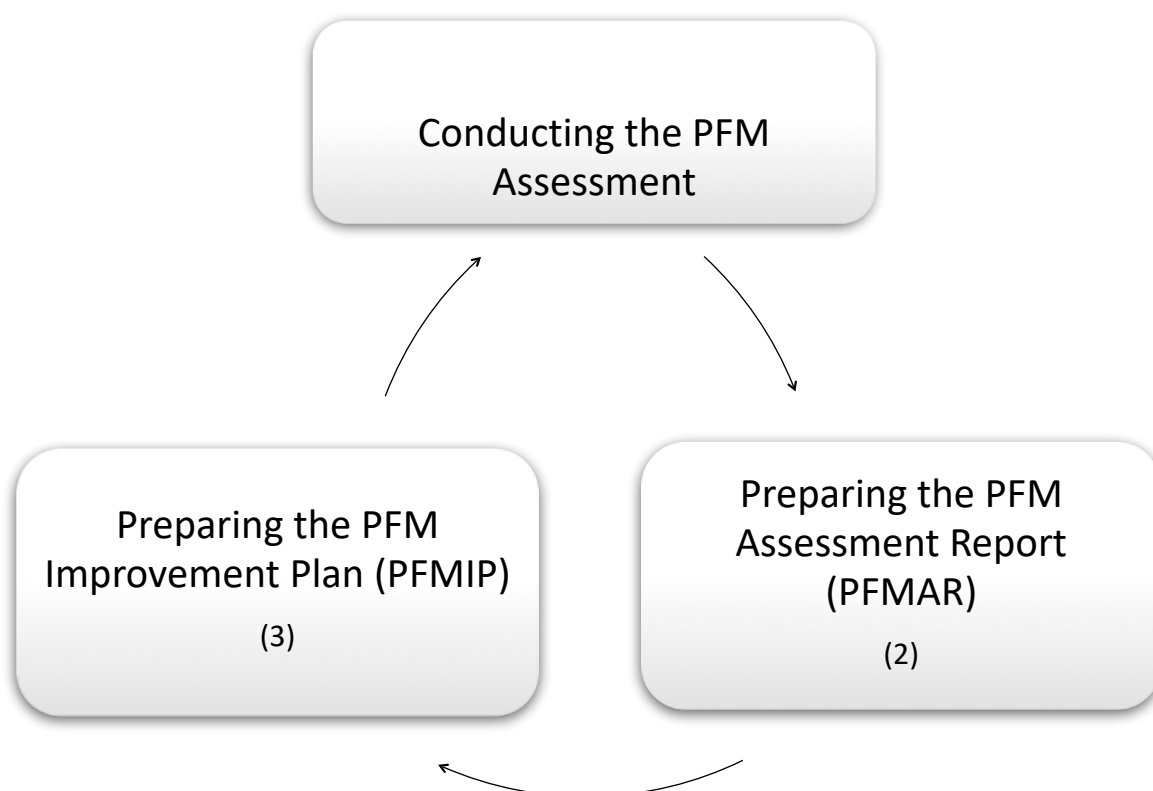 Conducting the PFM
Assessment
Preparing the PFM
Improvement Plan (PFMIP)
(3)
Preparing the PFM
Assessment Report
(PFMAR)
(2)